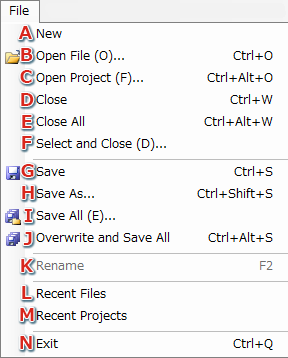 File
A New
B Open File (O)... Ctrl+O
C Open Project (F)... Ctrl+Alt+O
D Close Ctrl+W
E Close All Ctrl+Alt+W
F Select and Close (D)...
G Save Ctrl+S
H Save As... Ctrl+Shift+S
I Save All (E)...
J Overwrite and Save All Ctrl+Alt+S
K Rename F2
L Recent Files
M Recent Projects
N Exit Ctrl+Q